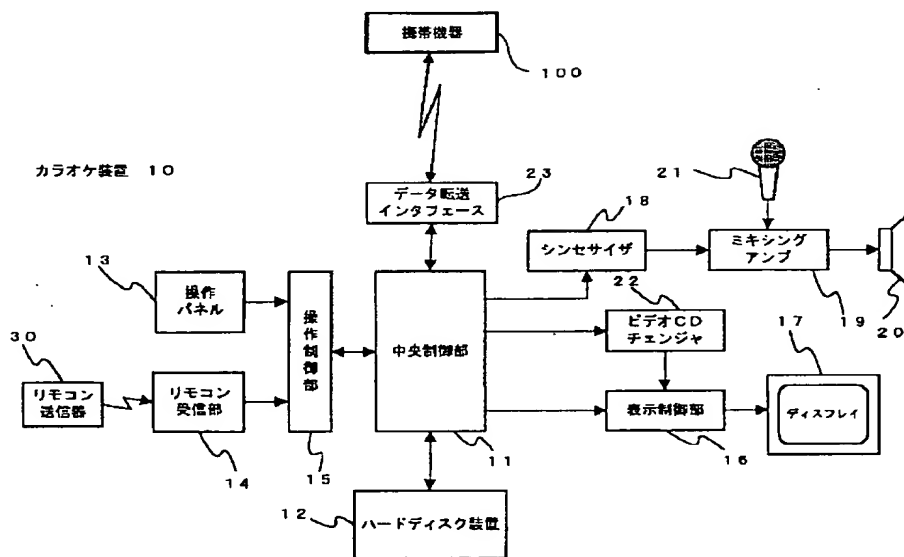 携帯機器
100
カラオケ装置 10
23
データ転送
インタフェース
21
18
シンセサイザ
ミキシング
アンプ
19
20
13
操作
パネル
操作制御部
中央制御部
22
ビデオCD
チェンジャ
17
30
リモコン
送信器
リモコン
受信部
表示制御部
ディスプレイ
14
15
11
16
12
ハードディスク装置